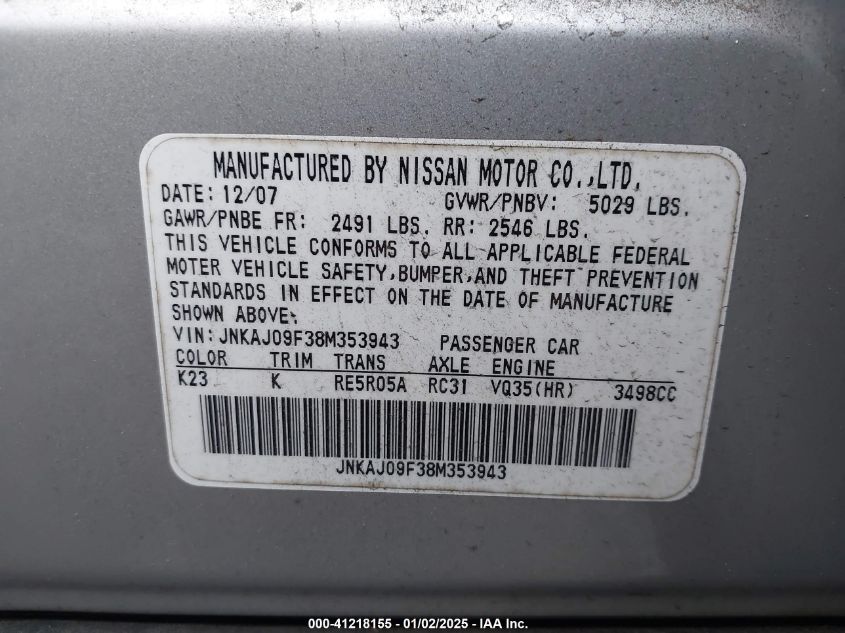 MANUFACTURED BY NISSAN MOTOR CO.,LTD.
DATE: 12/07 GVWR/PNBV: 5029 LBS.
GAWR/PNBE FR: 2491 LBS. RR: 2546 LBS.
THIS VEHICLE CONFORMS TO ALL APPLICABLE FEDERAL
MOTER VEHICLE SAFETY,BUMPER,AND THEFT PREVENTION
STANDARDS IN EFFECT ON THE DATE OF MANUFACTURE
SHOWN ABOVE:
VIN:JNKAJ09F38M353943 PASSENGER CAR
COLOR TRIM TRANS AXLE ENGINE
K23 K RE5R05A RC31 VQ35(HR) 3498CC
JNKAJ09F38M353943
000-41218155 - 01/02/2025 - © IAA Inc.